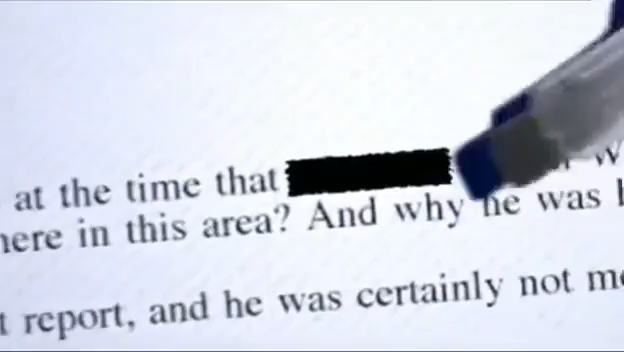 at the time that
here in this area? And why he was
report, and he was certainly not